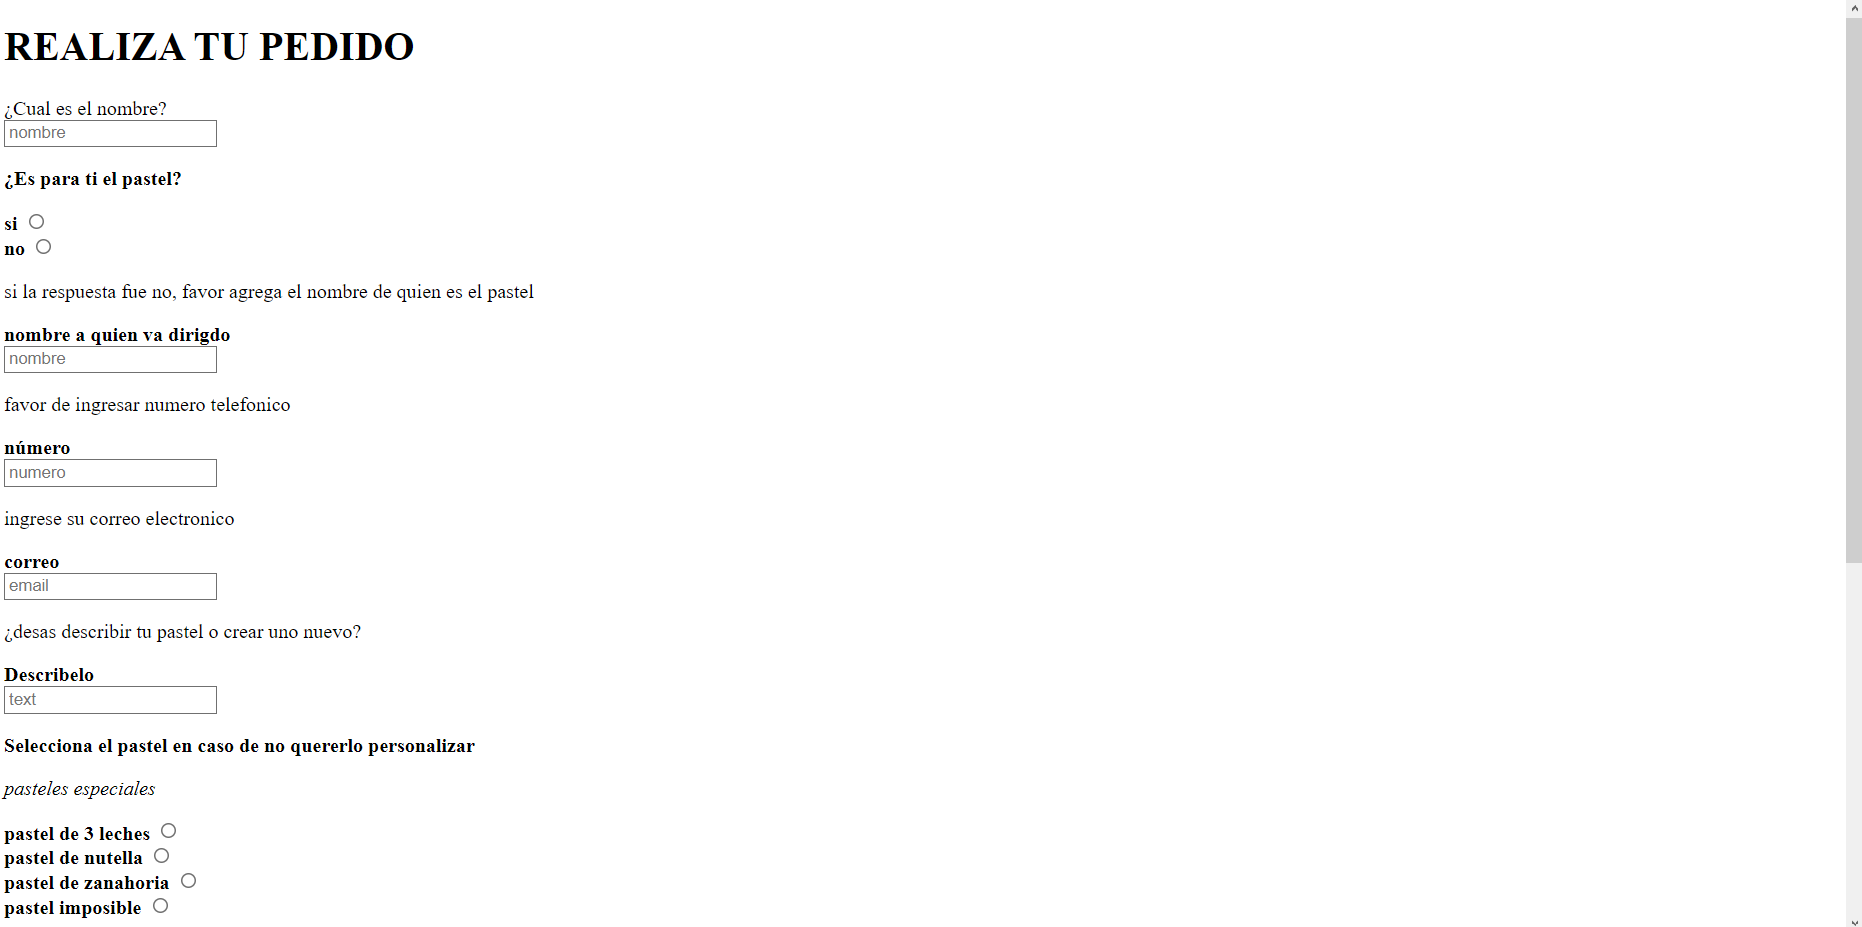 REALIZA TU PEDIDO
¿Cual es el nombre?
nombre
¿Es para ti el pastel?
si
no
si la respuesta fue no, favor agrega el nombre de quien es el pastel
nombre a quien va dirigdo
nombre
favor de ingresar numero telefonico
número
numero
ingrese su correo electronico
correo
email
¿desas describir tu pastel o crear uno nuevo?
Describelo
text
Selecciona el pastel en caso de no quererlo personalizar
pasteles especiales
pastel de 3 leches
pastel de nutella
pastel de zanahoria
pastel imposible